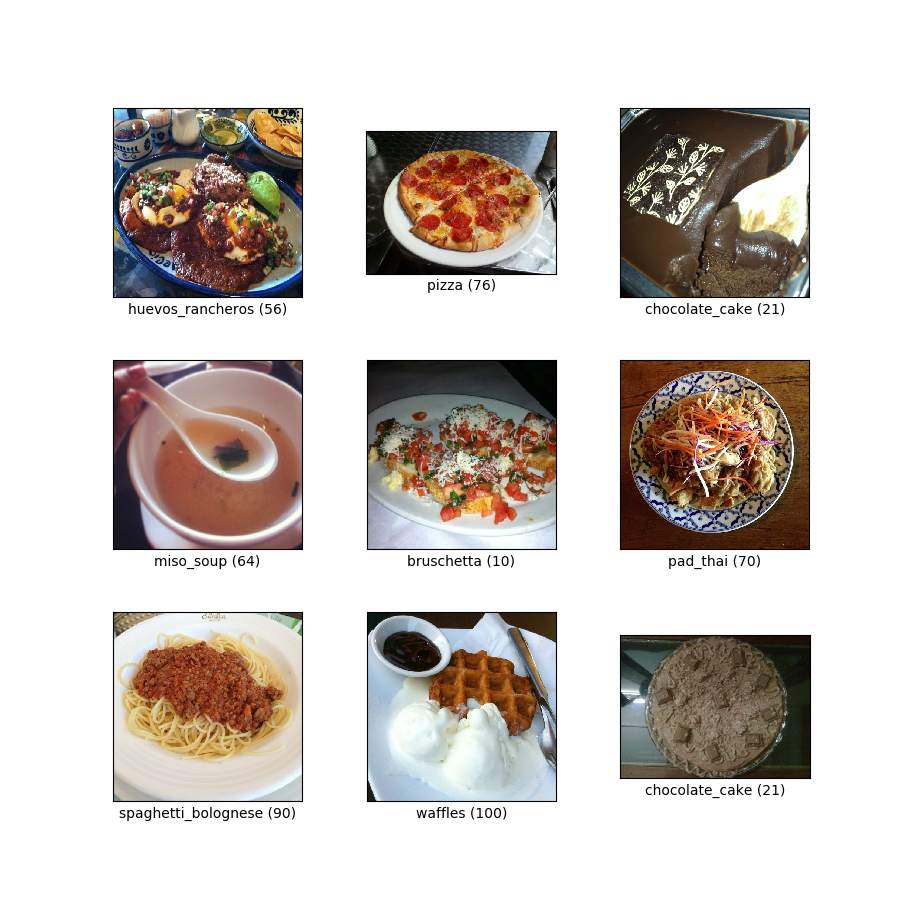 huevos_rancheros (56)
pizza (76)
chocolate_cake (21)
miso_soup (64)
bruschetta (10)
pad_thai (70)
spaghetti_bolognese (90)
waffles (100)
chocolate_cake (21)